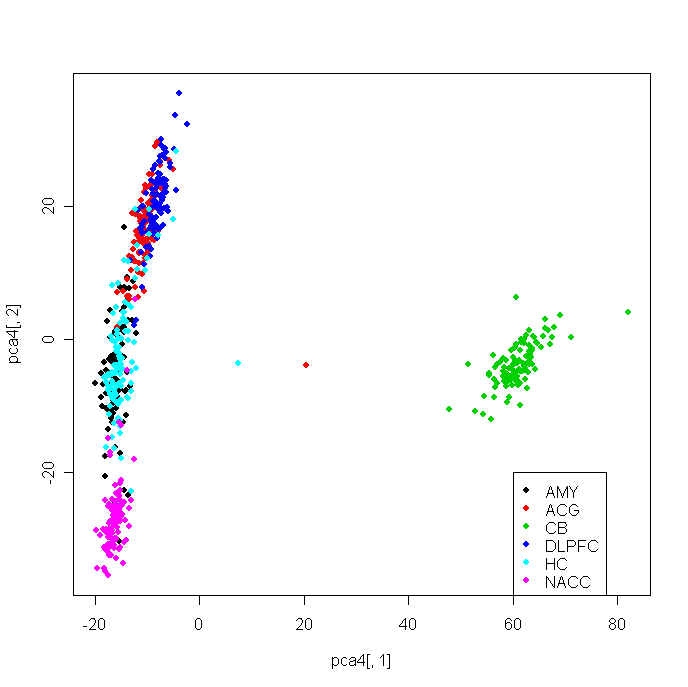 20
0
-20
pca4[, 2]
AMY
ACG
CB
DLPFC
HC
NACC
-20 0 20 40 60 80
pca4[, 1]